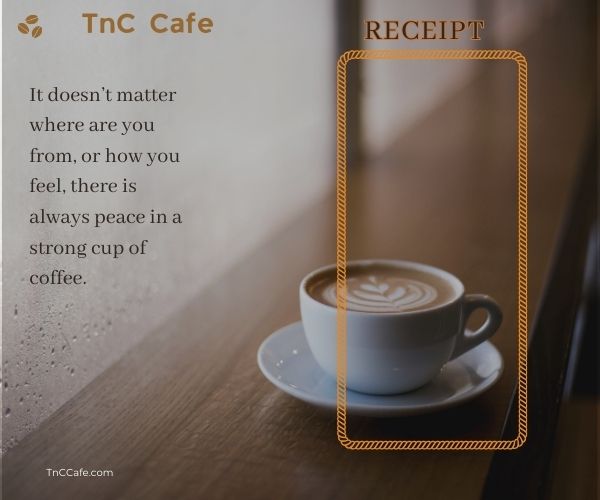 TnC Cafe
RECEIPT
It doesn't matter
where are you
from, or how you
feel, there is
always peace in a
strong cup of
coffee.
TnCCafe.com